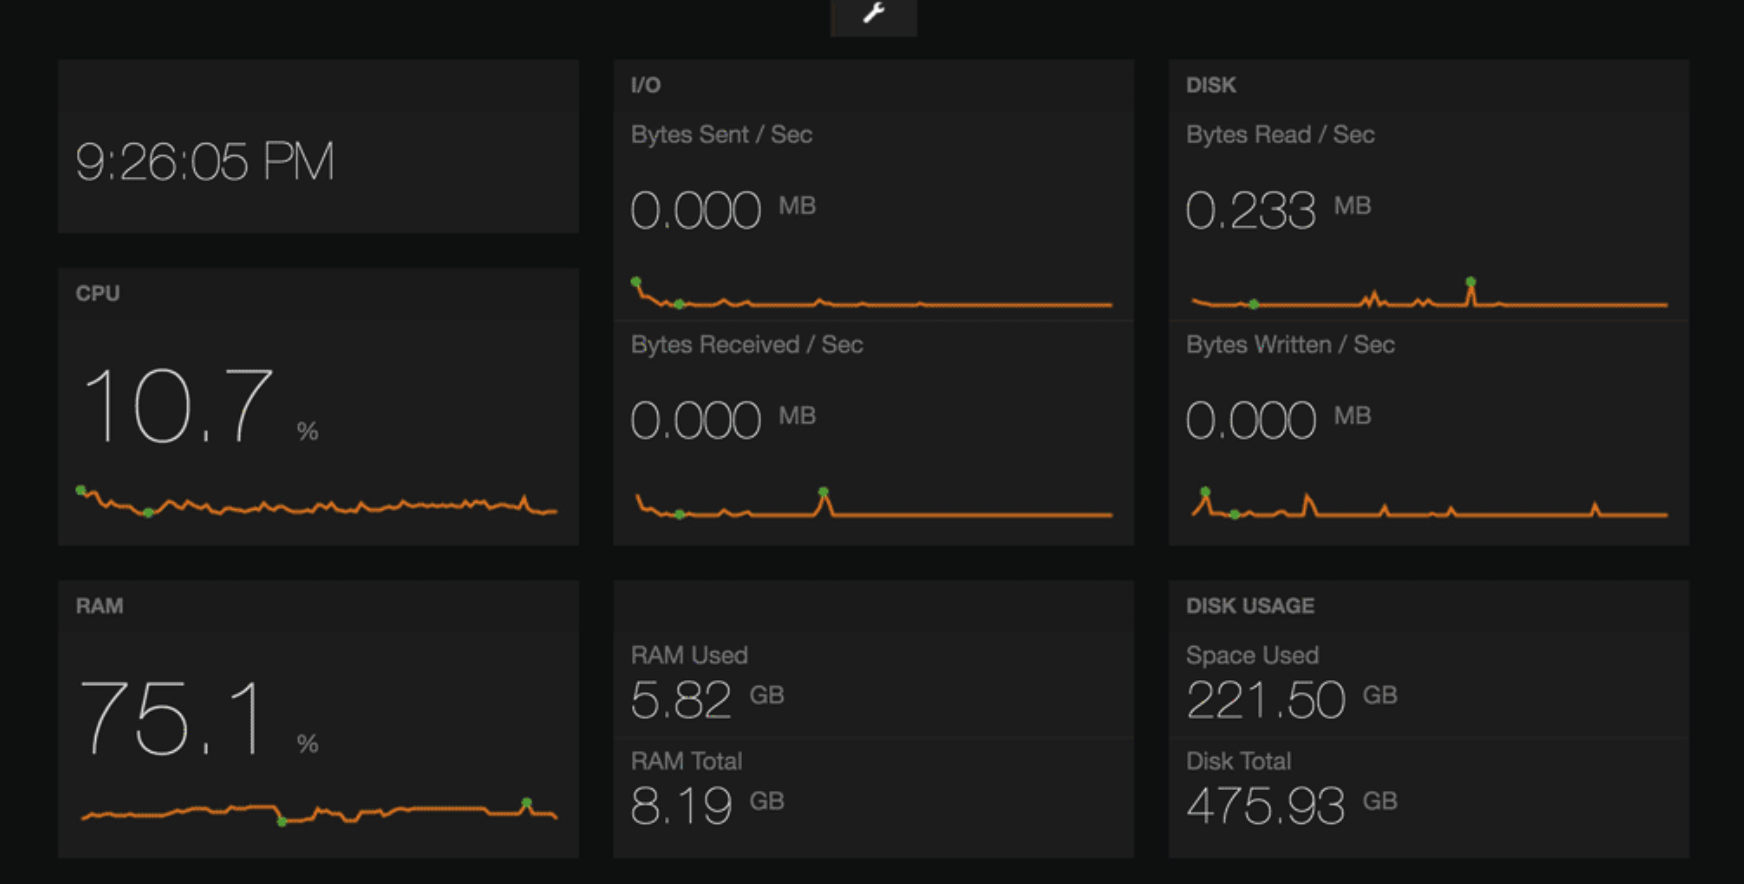 9:26:05 PM
CPU
10.7 %
RAM
75.1 %
I/O
Bytes Sent / Sec
0.000 MB
Bytes Received / Sec
0.000 MB
RAM Used
5.82 GB
RAM Total
8.19 GB
DISK
Bytes Read / Sec
0.233 MB
Bytes Written / Sec
0.000 MB
DISK USAGE
Space Used
221.50 GB
Disk Total
475.93 GB